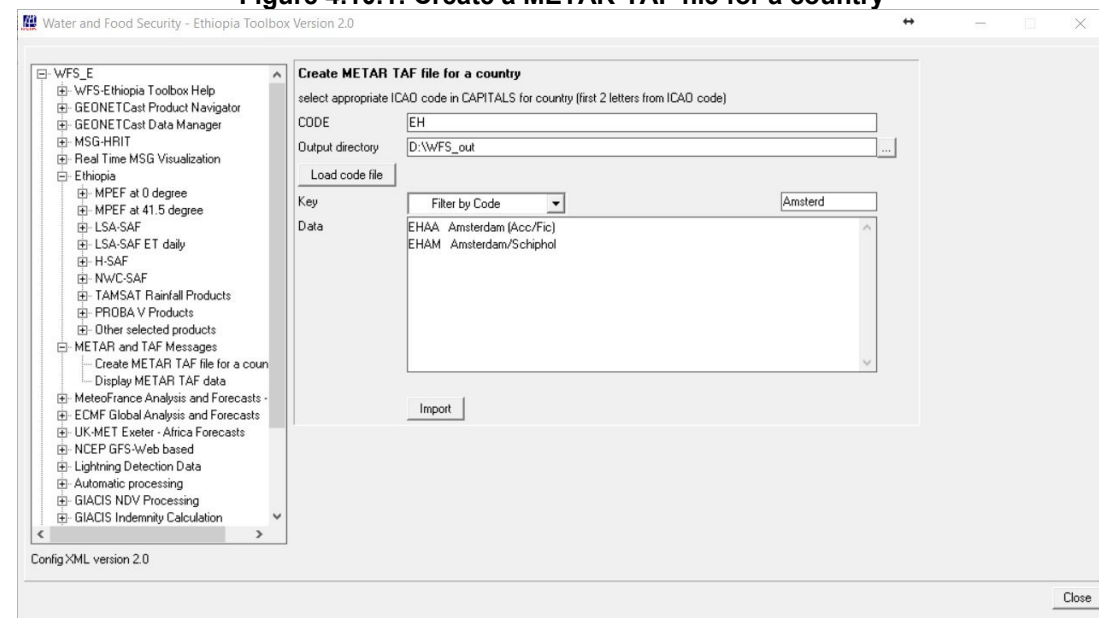 Figure 4.10.1: Create a METAR TAF file for a country
Water and Food Security - Ethiopia Toolbox Version 2.0
WFS_E
WFS-Ethiopia Toolbox Help
GEONETCast Product Navigator
GEONETCast Data Manager
MSG-HRIT
Real Time MSG Visualization
Ethiopia
MPEF at 0 degree
MPEF at 41.5 degree
LSA-SAF
LSA-SAF ET daily
H-SAF
NWC-SAF
TAMSAT Rainfall Products
PROBA V Products
Other selected products
METAR and TAF Messages
Create METAR TAF file for a coun
Display METAR TAF data
MeteoFrance Analysis and Forecasts -
ECMF Global Analysis and Forecasts
UK-MET Exeter - Africa Forecasts
NCEP GFS-Web based
Lightning Detection Data
Automatic processing
GIACIS NDV Processing
GIACIS Indemnity Calculation
Config XML version 2.0
Create METAR TAF file for a country
select appropriate ICAO code in CAPITALS for country (first 2 letters from ICAO code)
CODE EH
Output directory D:\WFS_out ...
Load code file
Key Filter by Code Amsterd
Data EHAA Amsterdam (Acc/Fic)
EHAM Amsterdam/Schiphol
Import
Close